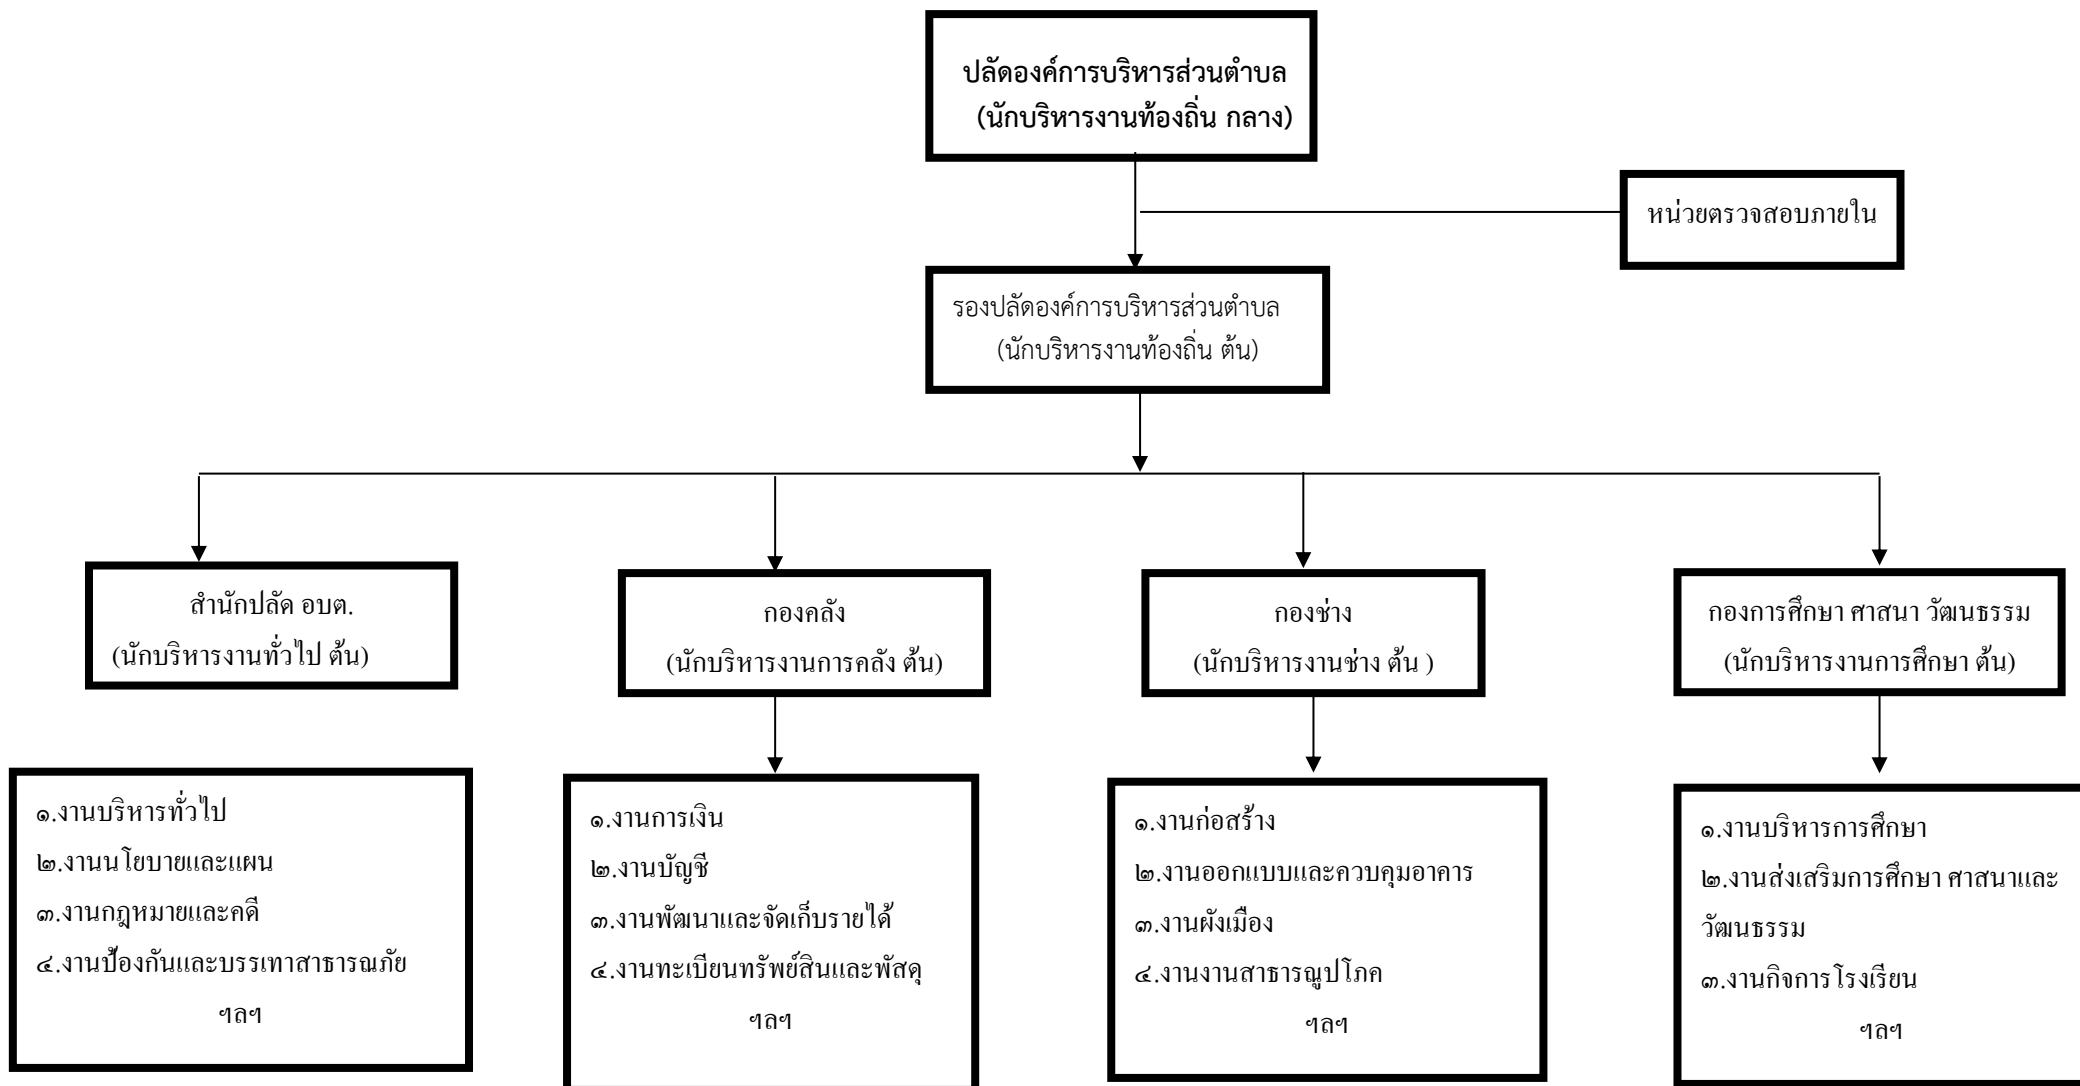 ปลัดองค์การบริหารส่วนตำบล
(นักบริหารงานท้องถิ่น กลาง)
หน่วยตรวจสอบภายใน
รองปลัดองค์การบริหารส่วนตำบล
(นักบริหารงานท้องถิ่น ต้น)
สำนักปลัด อบต.
(นักบริหารงานทั่วไป ต้น)
กองคลัง
(นักบริหารงานการคลัง ต้น)
กองช่าง
(นักบริหารงานช่าง ต้น )
กองการศึกษา ศาสนา วัฒนธรรม
(นักบริหารงานการศึกษา ต้น)
๑.งานบริหารทั่วไป
๒.งานนโยบายและแผน
๓.งานกฎหมายและคดี
๔.งานป้องกันและบรรเทาสาธารณภัย
ฯลฯ
๑.งานการเงิน
๒.งานบัญชี
๓.งานพัฒนาและจัดเก็บรายได้
๔.งานทะเบียนทรัพย์สินและพัสดุ
ฯลฯ
๑.งานก่อสร้าง
๒.งานออกแบบและควบคุมอาคาร
๓.งานผังเมือง
๔.งานงานสาธารณูปโภค
ฯลฯ
๑.งานบริหารการศึกษา
๒.งานส่งเสริมการศึกษา ศาสนาและ
วัฒนธรรม
๓.งานกิจการโรงเรียน
ฯลฯ